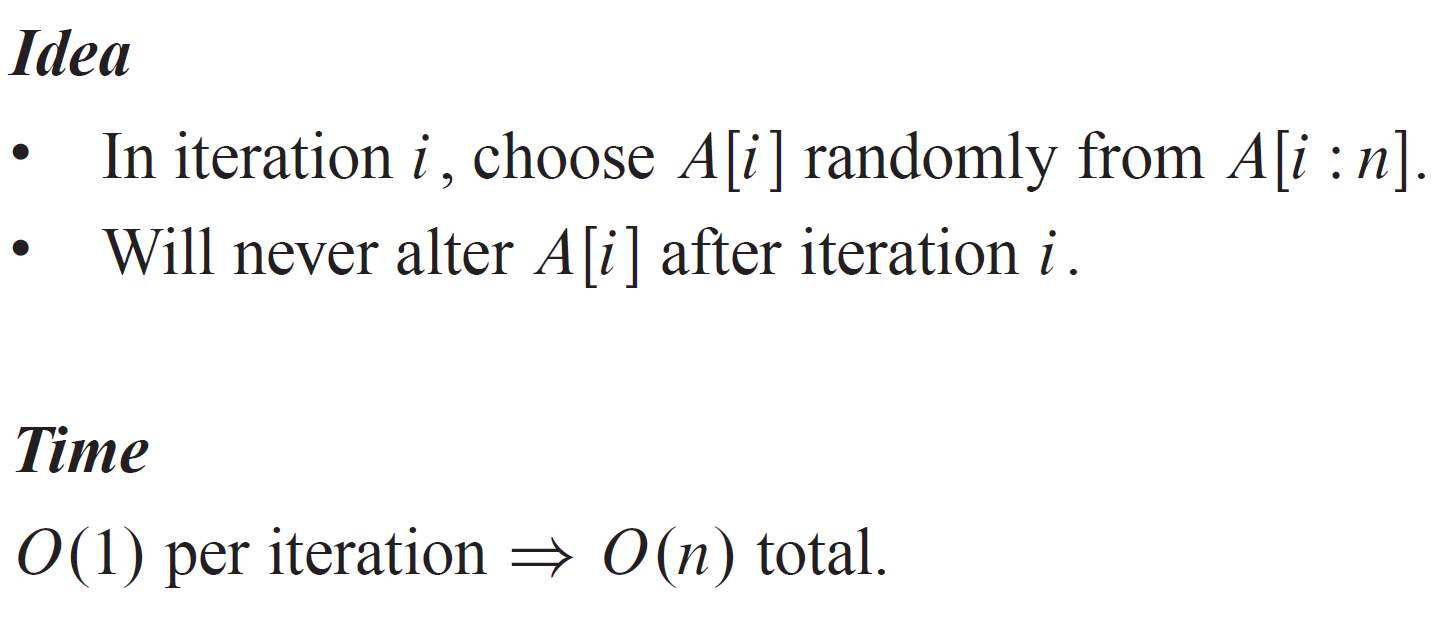 Idea
• In iteration i, choose A[i] randomly from A[i : n].
• Will never alter A[i] after iteration i.
Time
O(1) per iteration ⇒ O(n) total.